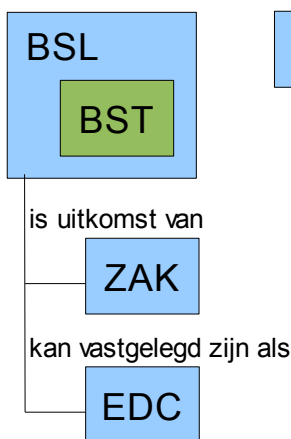 BSL
BST
is uitkomst van
ZAK
kan vastgelegd zijn als
EDC